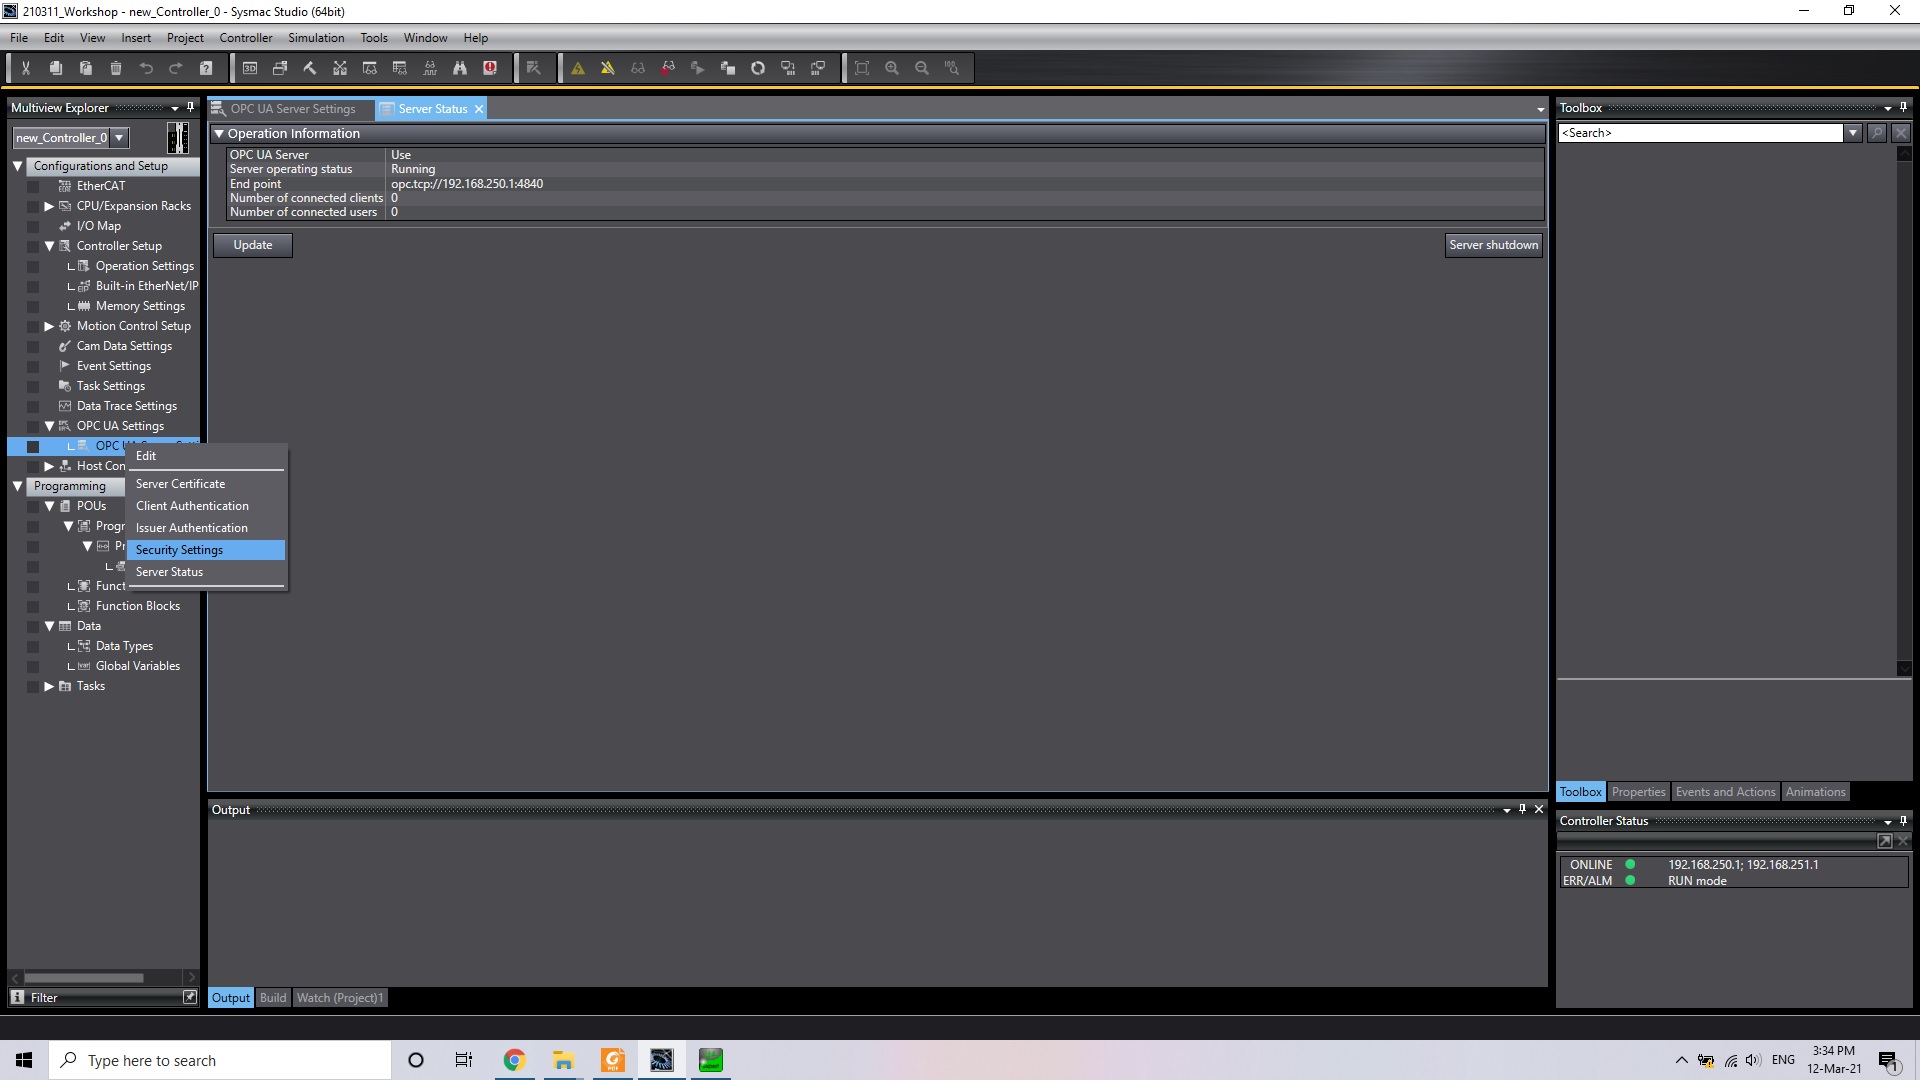 210311_Workshop - new_Controller_0 - Sysmac Studio (64bit)
File Edit View Insert Project Controller Simulation Tools Window Help
Multiview Explorer
new_Controller_0
Configurations and Setup
EtherCAT
CPU/Expansion Racks
I/O Map
Controller Setup
Operation Settings
Built-in EtherNet/IP
Memory Settings
Motion Control Setup
Cam Data Settings
Event Settings
Task Settings
Data Trace Settings
OPC UA Settings
OPC
Host Con
Programming
POUs
Progr
Pr
Funct
Function Blocks
Data
Data Types
Global Variables
Tasks
Filter
Edit
Server Certificate
Client Authentication
Issuer Authentication
Security Settings
Server Status
OPC UA Server Settings Server Status
Operation Information
OPC UA Server Use
Server operating status Running
End point opc.tcp://192.168.250.1:4840
Number of connected clients 0
Number of connected users 0
Update Server shutdown
Output
Output Build Watch (Project)1
Toolbox
<Search>
Toolbox Properties Events and Actions Animations
Controller Status
ONLINE 192.168.250.1; 192.168.251.1
ERR/ALM RUN mode
Type here to search
ENG
3:34 PM
12-Mar-21
1